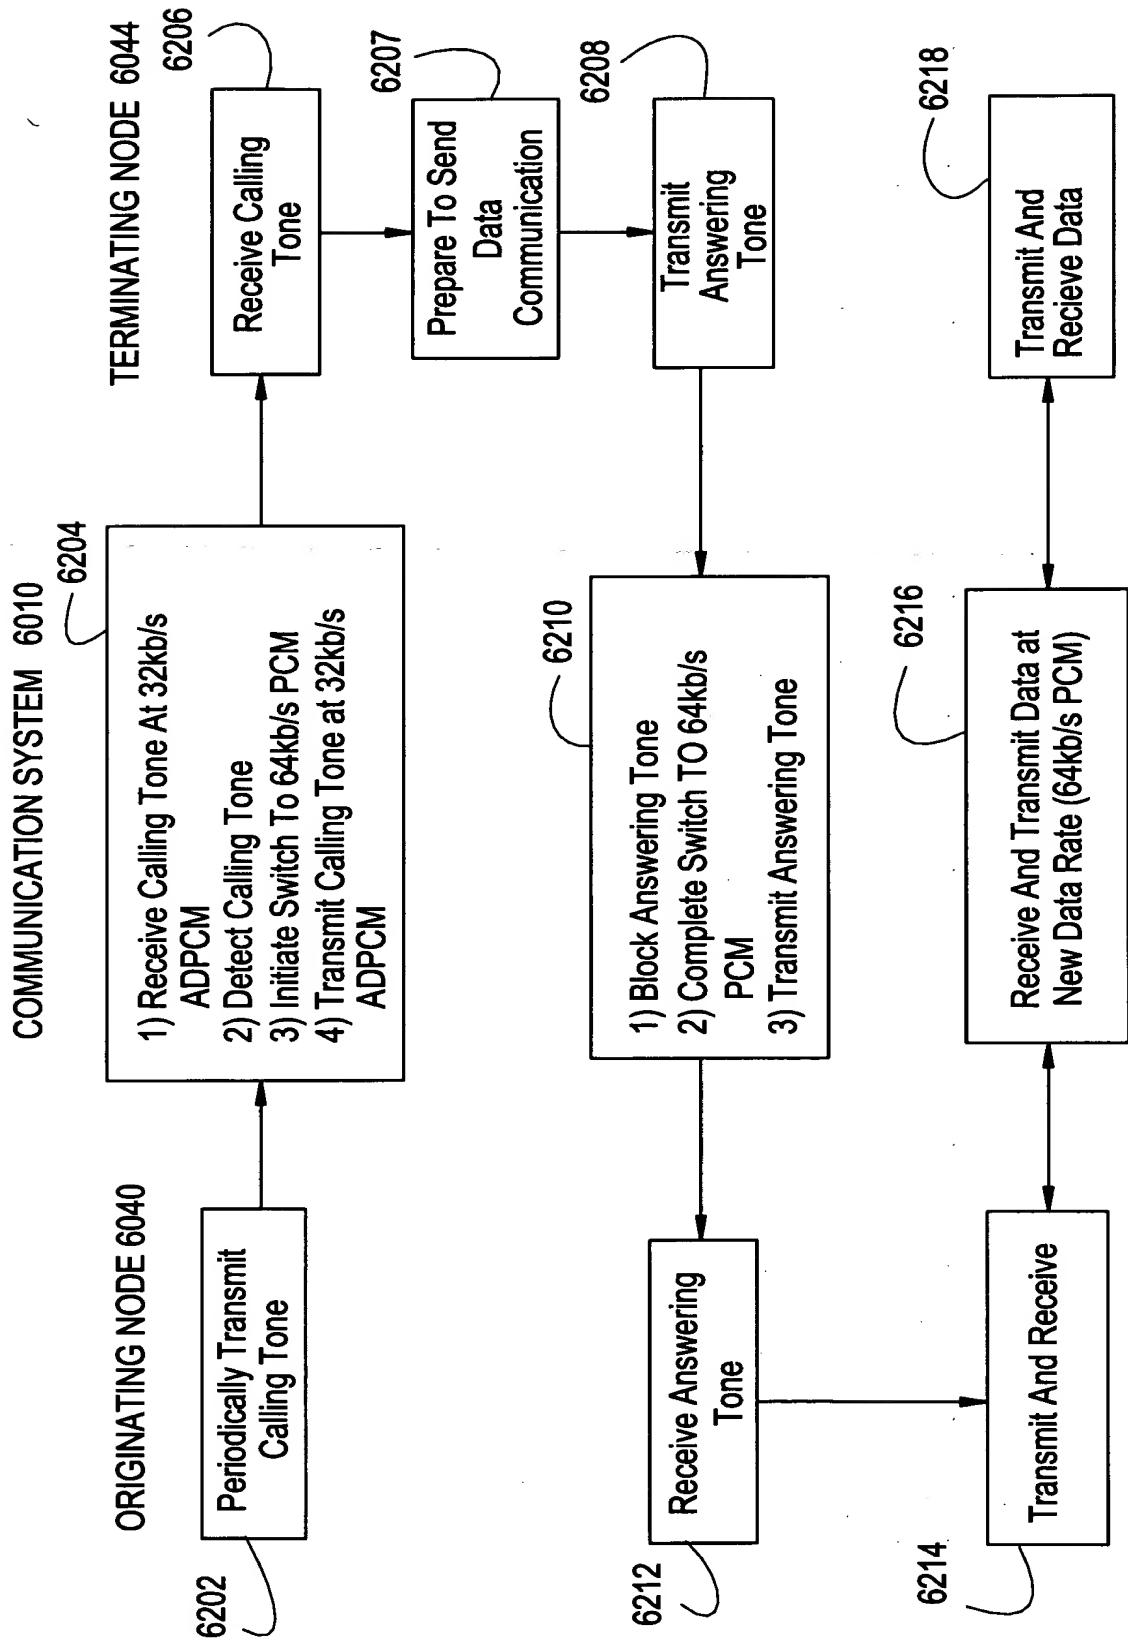 COMMUNICATION SYSTEM 6010
ORIGINATING NODE 6040
TERMINATING NODE 6044
6202
Periodically Transmit
Calling Tone
6204
1) Receive Calling Tone At 32kb/s
ADPCM
2) Detect Calling Tone
3) Initiate Switch To 64kb/s PCM
4) Transmit Calling Tone at 32kb/s
ADPCM
6206
Receive Calling
Tone
6207
Prepare To Send
Data
Communication
6208
Transmit
Answering
Tone
6210
1) Block Answering Tone
2) Complete Switch TO 64kb/s
PCM
3) Transmit Answering Tone
6212
Receive Answering
Tone
6214
Transmit And Receive
6216
Receive And Transmit Data at
New Data Rate (64kb/s PCM)
6218
Transmit And
Recieve Data